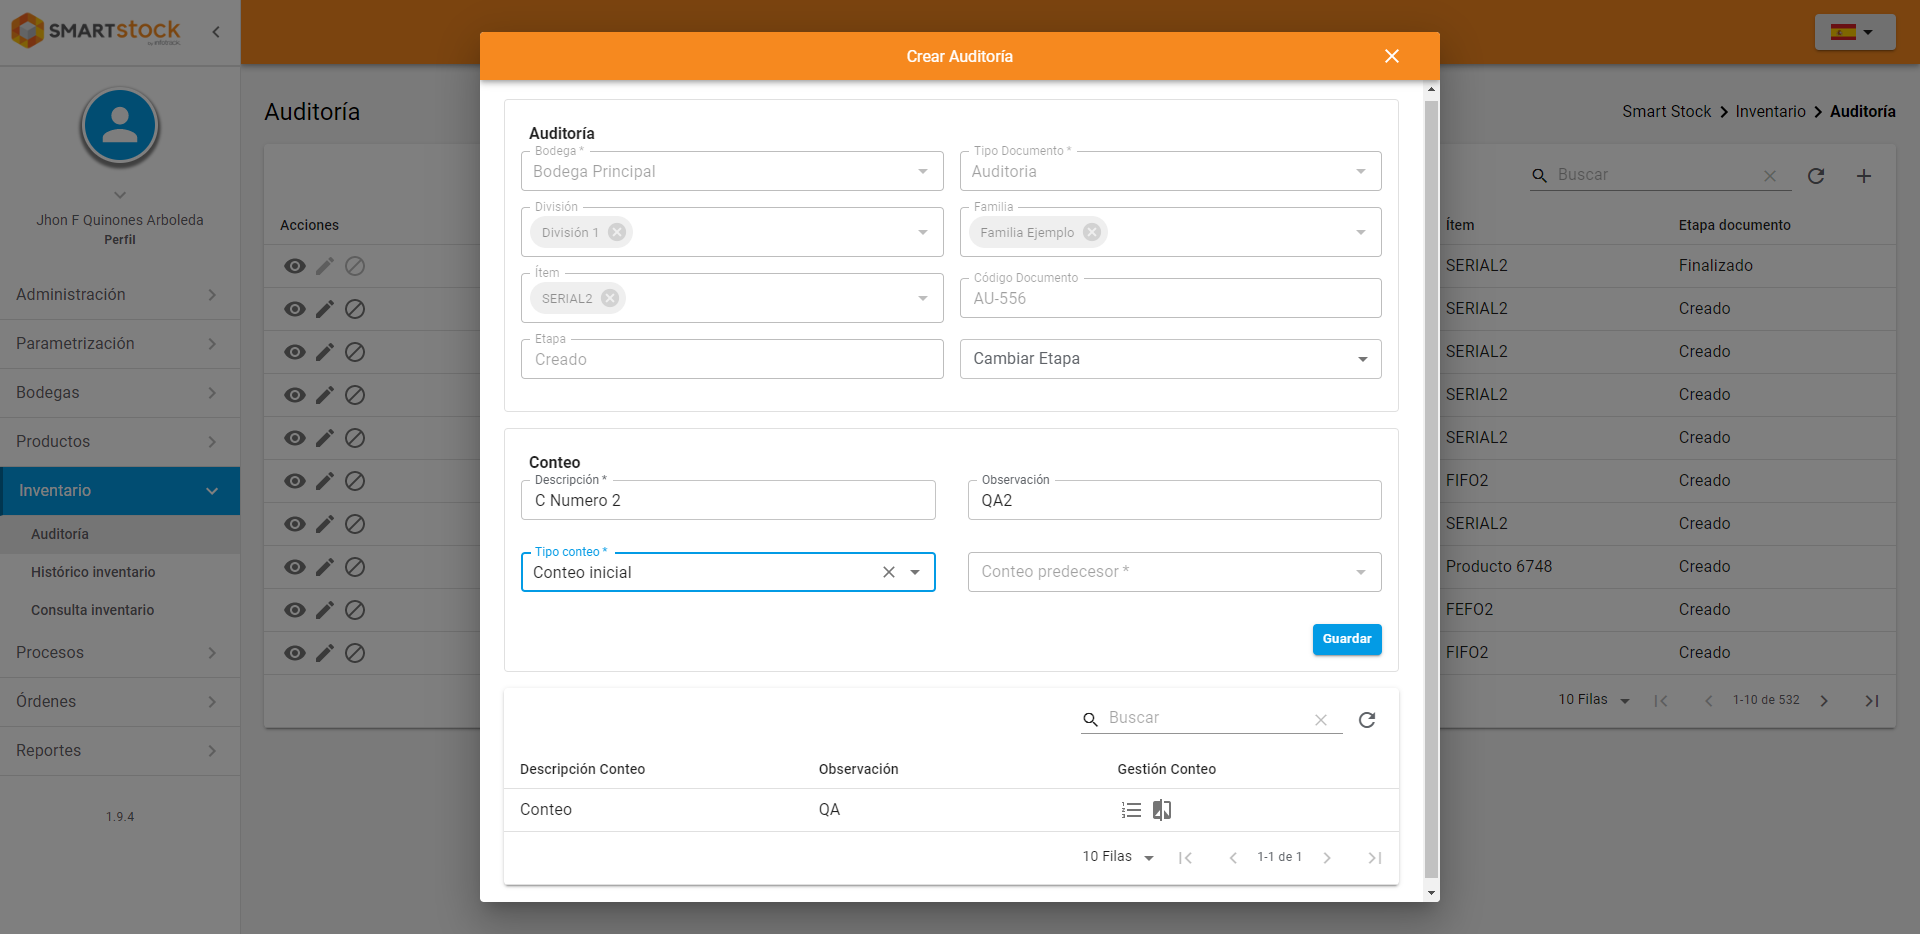 SMARTSTOCK
by infotrack
Jhon F Quinones Arboleda
Perfil
Administración
Parametrización
Bodegas
Productos
Inventario
Auditoría
Histórico inventario
Consulta inventario
Procesos
Órdenes
Reportes
1.9.4
Auditoría
Smart Stock > Inventario > Auditoría
Buscar
Acciones
Ítem Etapa documento
SERIAL2 Finalizado
SERIAL2 Creado
SERIAL2 Creado
SERIAL2 Creado
SERIAL2 Creado
FIFO2 Creado
SERIAL2 Creado
Producto 6748 Creado
FEFO2 Creado
FIFO2 Creado
10 Filas 1-10 de 532
Crear Auditoría
Auditoría
Bodega * Tipo Documento *
Bodega Principal Auditoria
División Familia
División 1 Familia Ejemplo
Ítem Código Documento
SERIAL2 AU-556
Etapa
Creado Cambiar Etapa
Conteo
Descripción * Observación
C Numero 2 QA2
Tipo conteo *
Conteo inicial Conteo predecesor *
Guardar
Buscar
Descripción Conteo Observación Gestión Conteo
Conteo QA
10 Filas 1-1 de 1